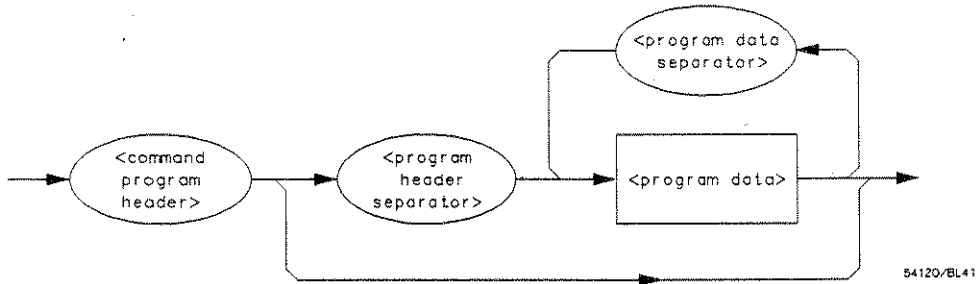 <program data
separator>
<command
program
header>
<program
header
separator>
<program data>
54120/BL41